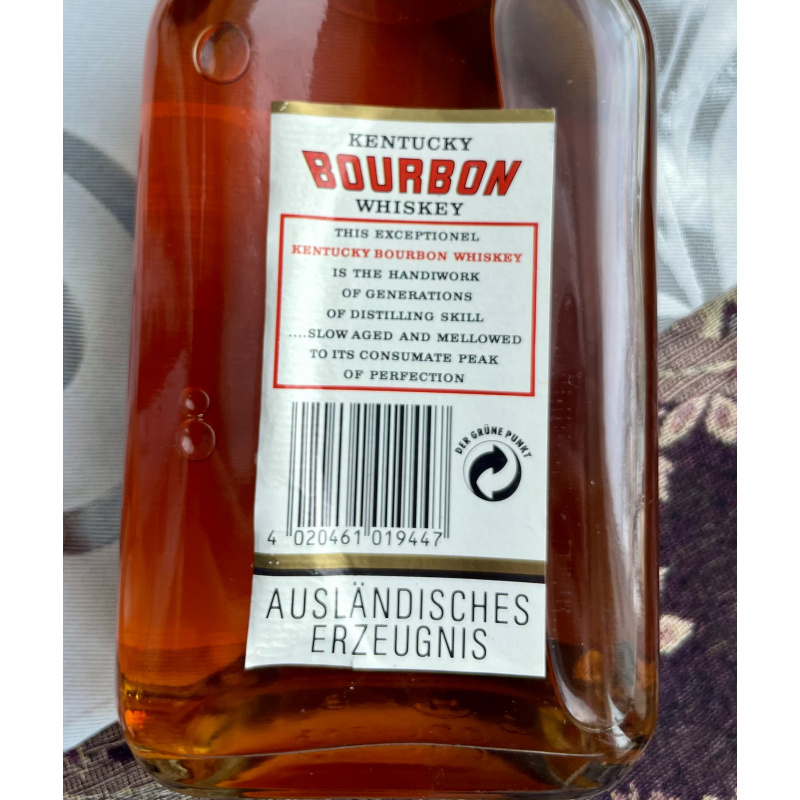 KENTUCKY
BOURBON
WHISKEY
THIS EXCEPTIONEL
KENTUCKY BOURBON WHISKEY
IS THE HANDIWORK
OF GENERATIONS
OF DISTILLING SKILL
....SLOW AGED AND MELLOWED
TO ITS CONSUMATE PEAK
OF PERFECTION
DER GRÜNE PUNKT
4 020461 019447
AUSLÄNDISCHES
ERZEUGNIS